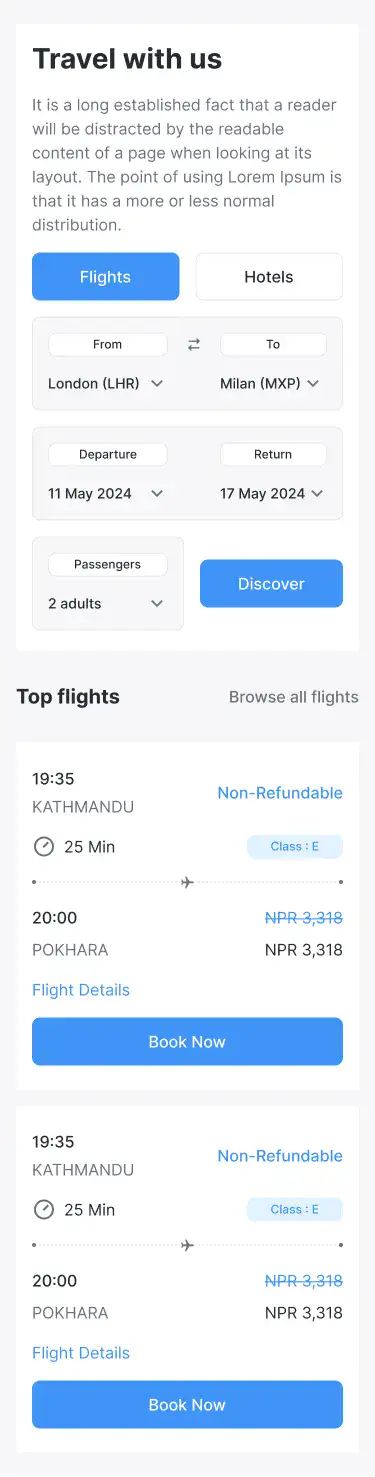 Travel with us
It is a long established fact that a reader
will be distracted by the readable
content of a page when looking at its
layout. The point of using Lorem Ipsum is
that it has a more or less normal
distribution.
Flights Hotels
From To
London (LHR) Milan (MXP)
Departure Return
11 May 2024 17 May 2024
Passengers
2 adults
Discover
Top flights Browse all flights
19:35
Non-Refundable
KATHMANDU
25 Min Class : E
20:00 NPR 3,318
POKHARA NPR 3,318
Flight Details
Book Now
19:35
Non-Refundable
KATHMANDU
25 Min Class : E
20:00 NPR 3,318
POKHARA NPR 3,318
Flight Details
Book Now